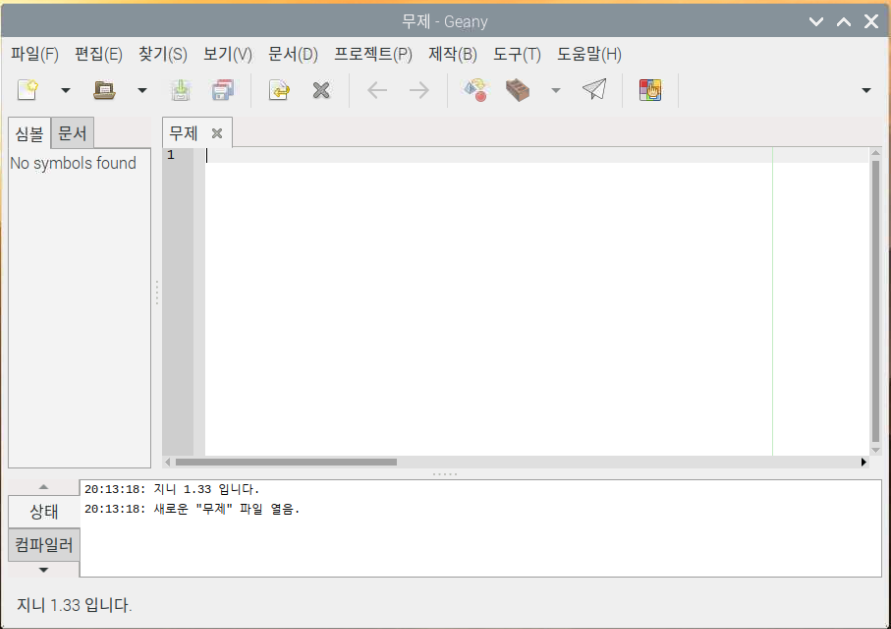 무제 - Geany
파일(F) 편집(E) 찾기(S) 보기(V) 문서(D) 프로젝트(P) 제작(B) 도구(T) 도움말(H)
심볼 문서
무제
No symbols found
1
20:13:18: 지니 1.33 입니다.
20:13:18: 새로운 "무제" 파일 열음.
상태
컴파일러
지니 1.33 입니다.